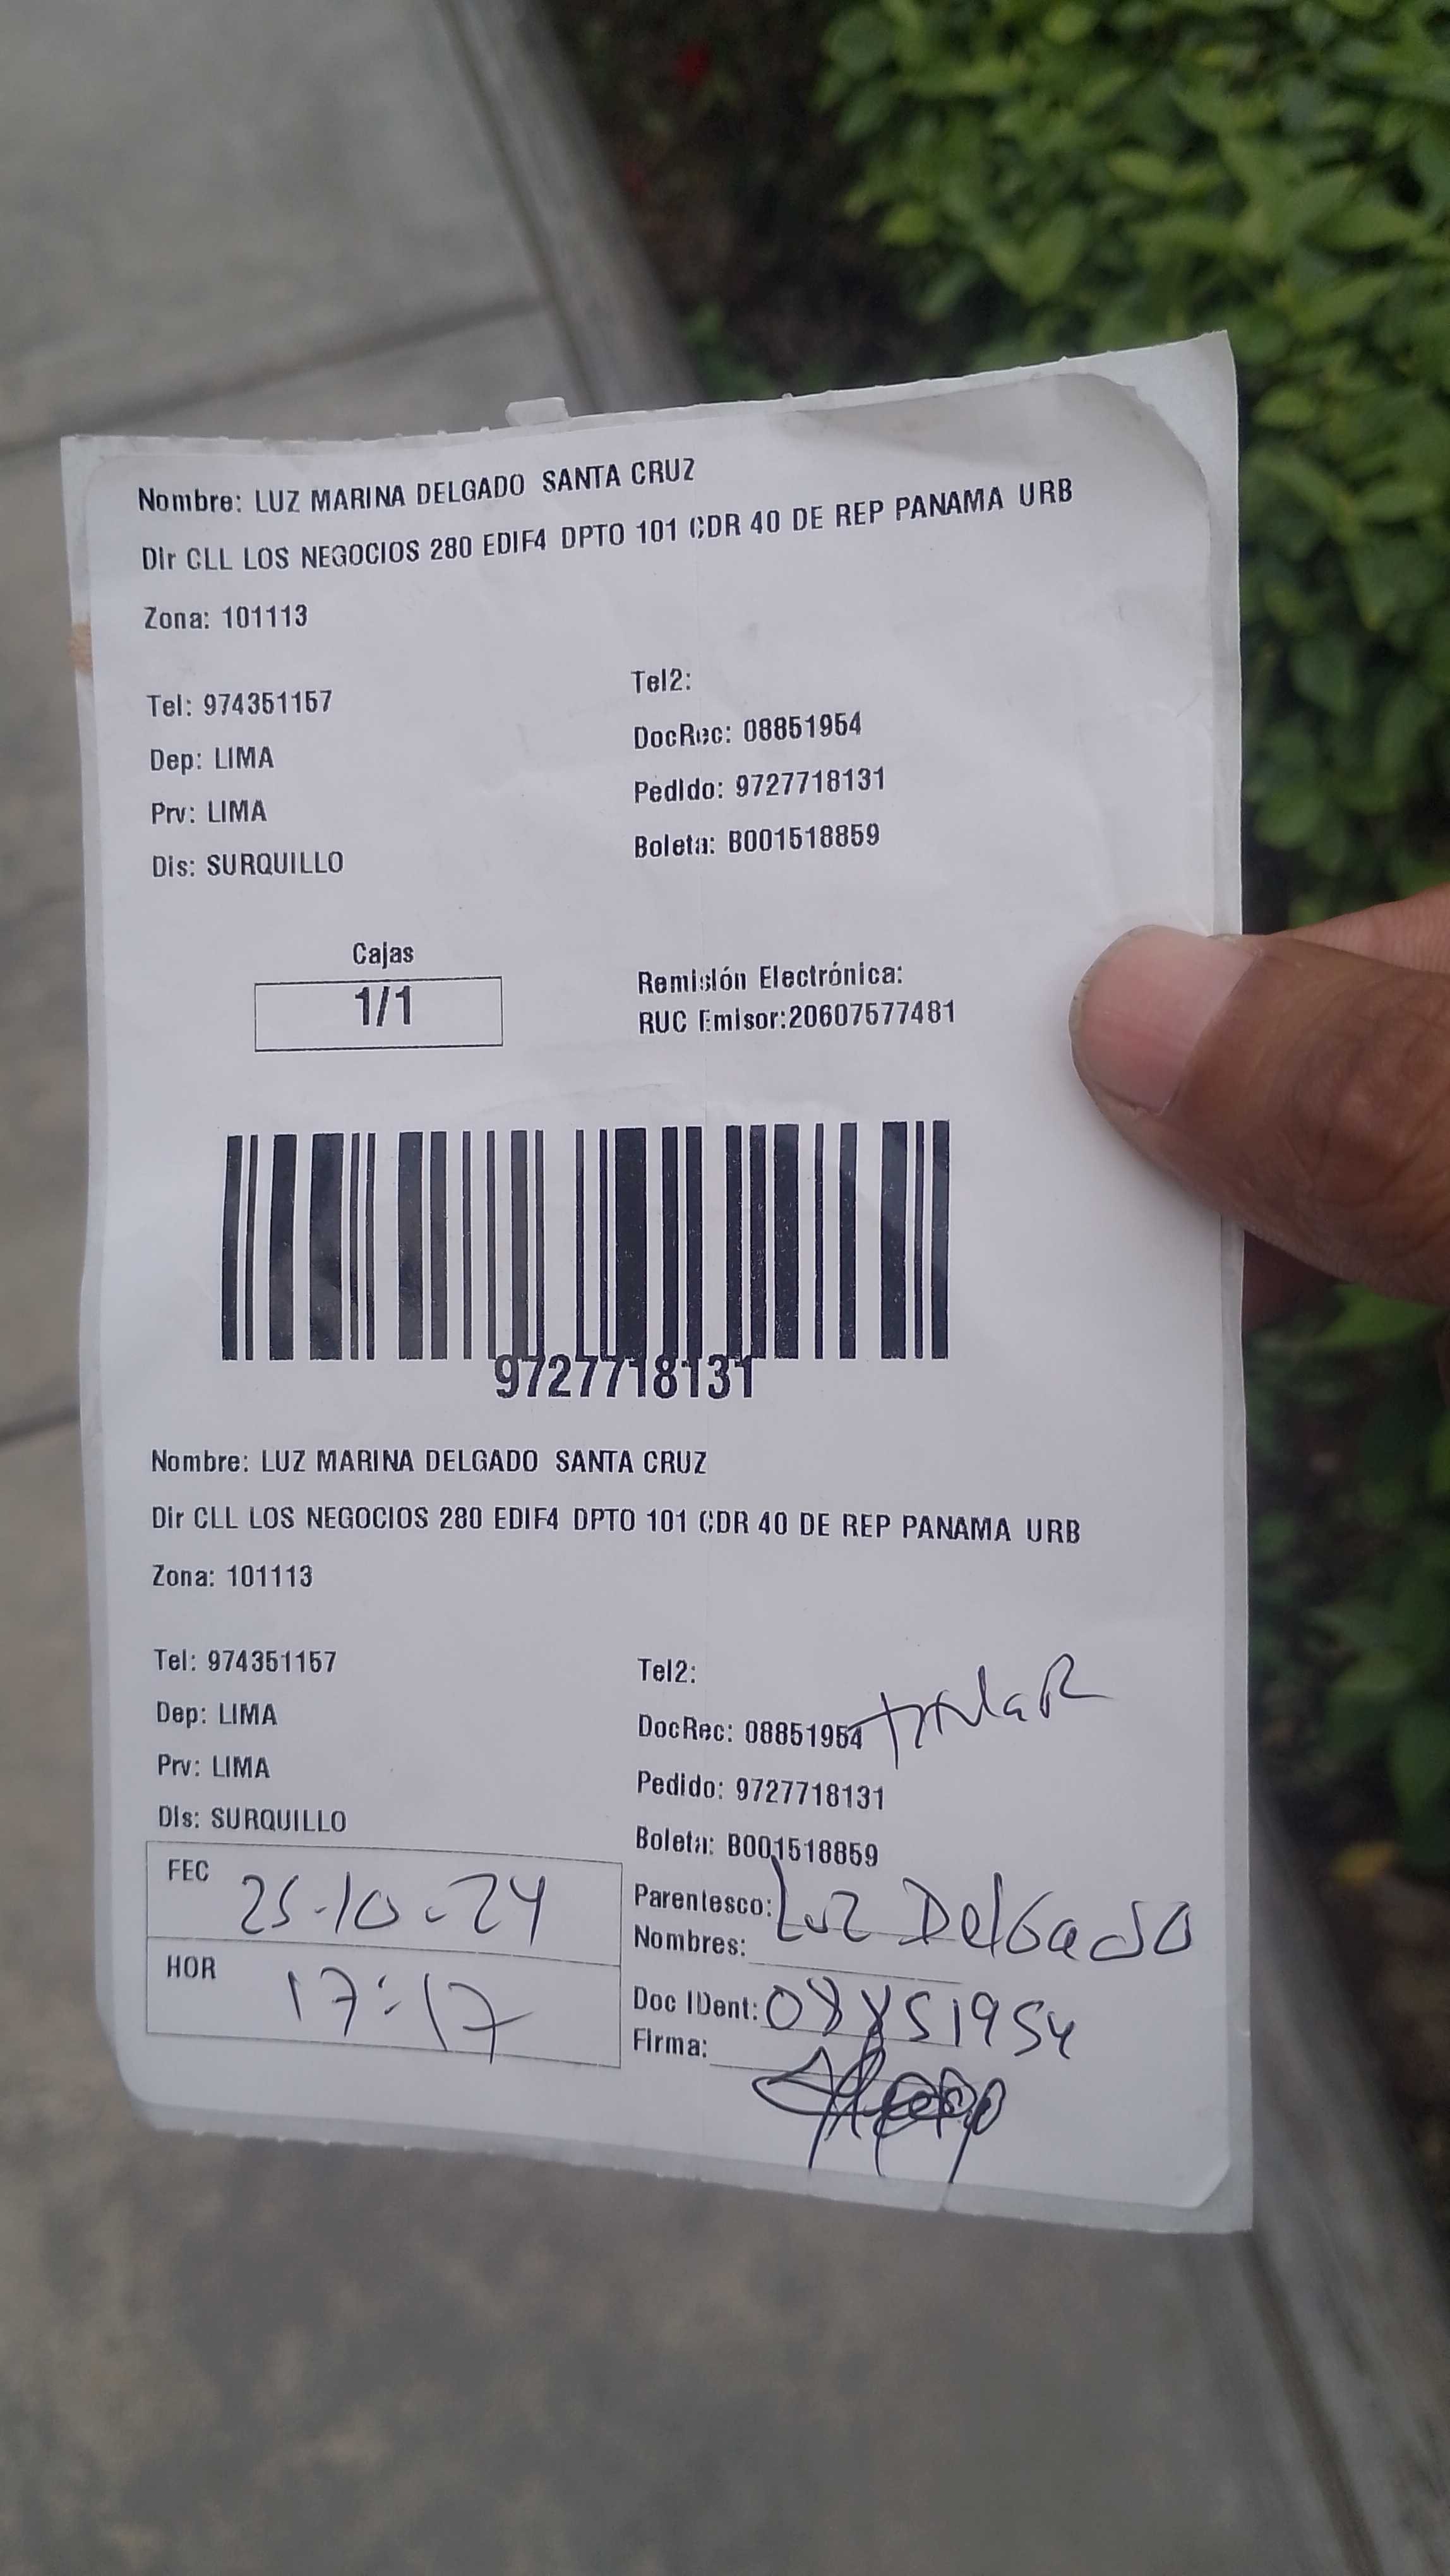 Nombre: LUZ MARINA DELGADO SANTA CRUZ
Dir CLL LOS NEGOCIOS 280 EDIF4 DPTO 101 CDR 40 DE REP PANAMA URB
Zona: 101113
Tel: 974351157
Tel2:
Dep: LIMA
DocRec: 08851954
Prv: LIMA
Pedido: 9727718131
Dis: SURQUILLO
Boleta: B001518859
Cajas
1/1
Remisión Electrónica:
RUC Emisor:20607577481
9727718131
Nombre: LUZ MARINA DELGADO SANTA CRUZ
Dir CLL LOS NEGOCIOS 280 EDIF4 DPTO 101 CDR 40 DE REP PANAMA URB
Zona: 101113
Tel: 974351157
Tel2:
Dep: LIMA
DocRec: 08851954 titulaR
Prv: LIMA
Pedido: 9727718131
Dis: SURQUILLO
Boleta: B001518859
FEC 25-10-24
Parentesco: Luz DelGado
Nombres:
HOR 17:17
Doc IDent: 08851954
Firma: